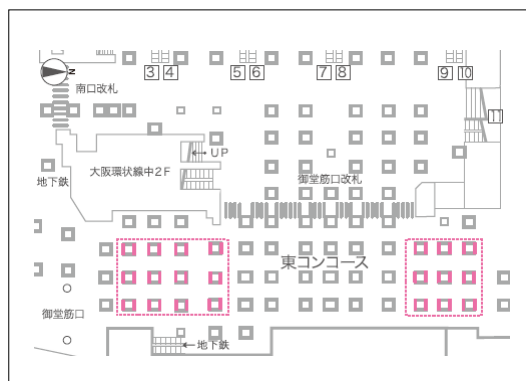 3 4
5 6
7 8
9 10
11
N
南口改札
UP
大阪環状線中2F
地下鉄
御堂筋口改札
東コンコース
御堂筋口
地下鉄